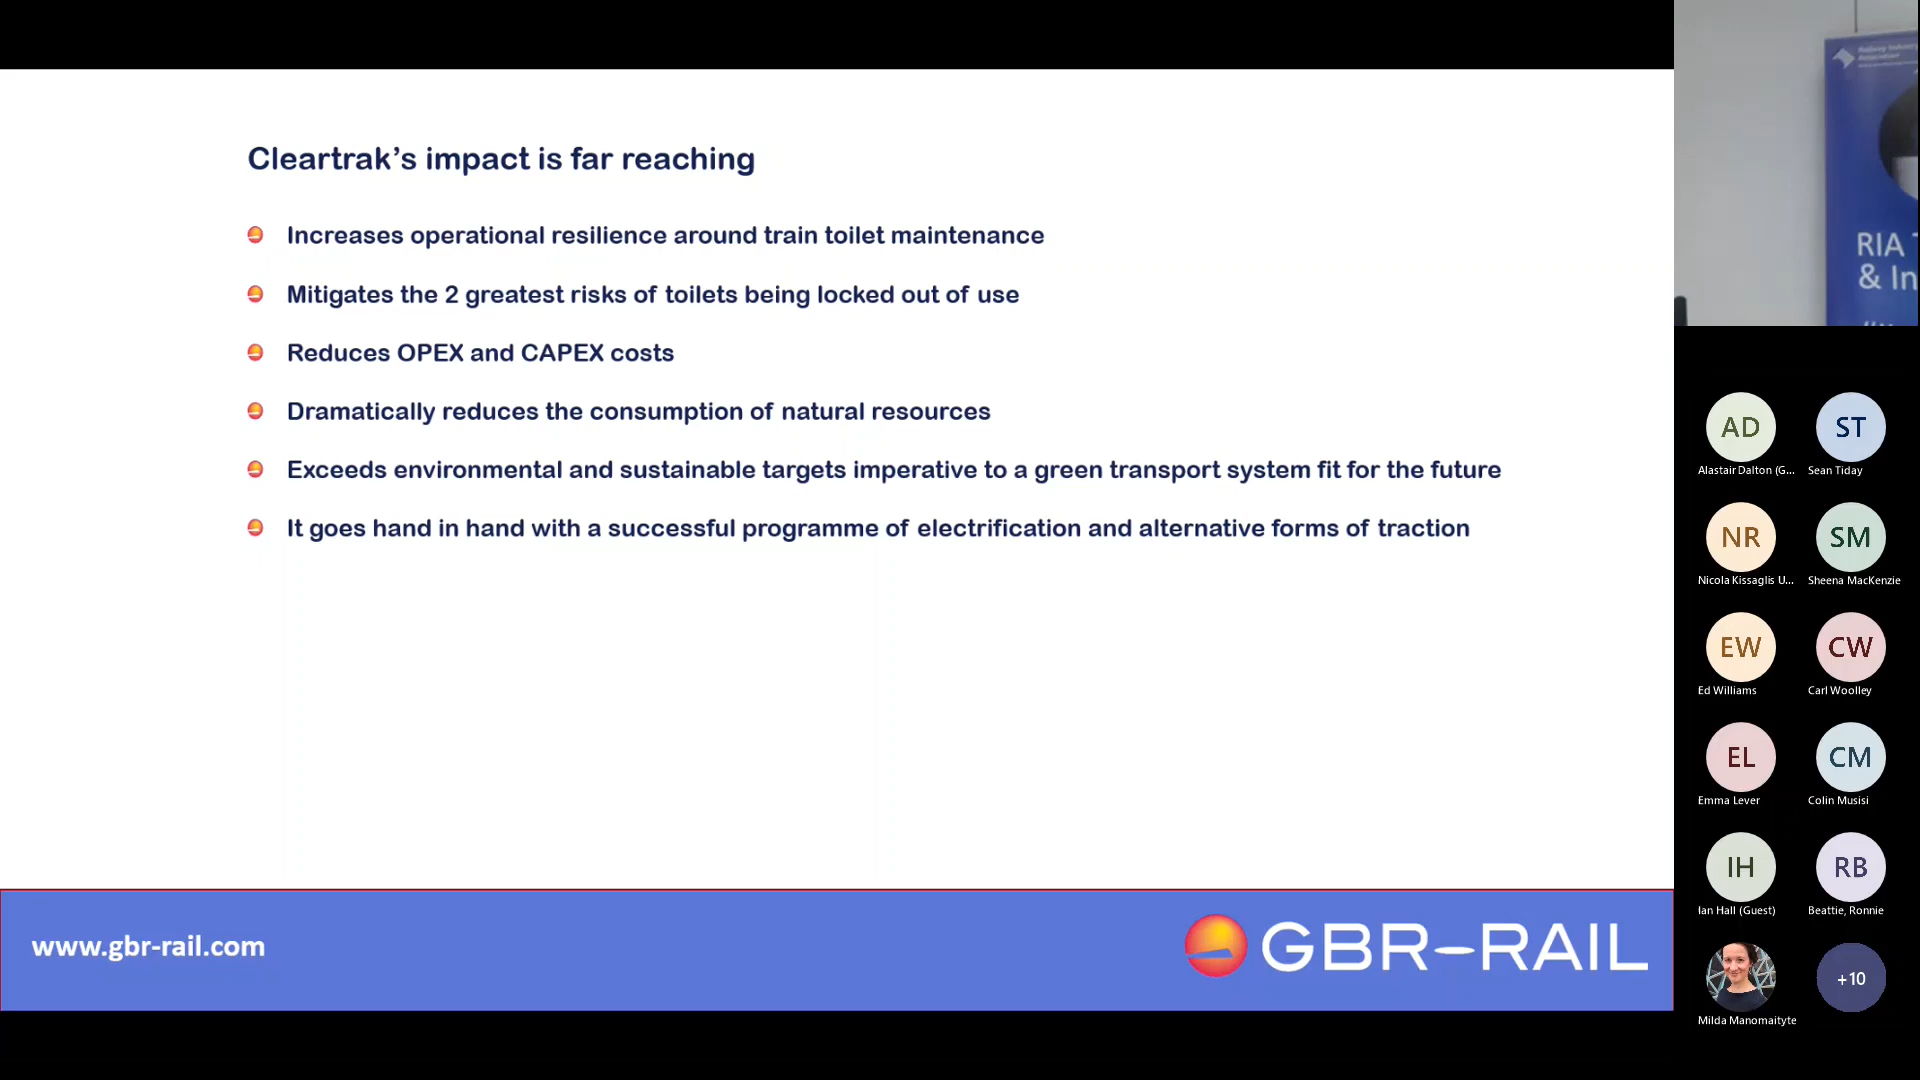 Cleartrak’s impact is far reaching
Increases operational resilience around train toilet maintenance
Mitigates the 2 greatest risks of toilets being locked out of use
Reduces OPEX and CAPEX costs
Dramatically reduces the consumption of natural resources
Exceeds environmental and sustainable targets imperative to a green transport system fit for the future
It goes hand in hand with a successful programme of electrification and alternative forms of traction
www.gbr-rail.com
GBR-RAIL
Railway Industry
Association
RIA
& In
AD
ST
Alastair Dalton (G...
Sean Tiday
NR
SM
Nicola Kissaglis U...
Sheena MacKenzie
EW
CW
Ed Williams
Carl Woolley
EL
CM
Emma Lever
Colin Musisi
IH
RB
Ian Hall (Guest)
Beattie, Ronnie
+10
Milda Manomaityte